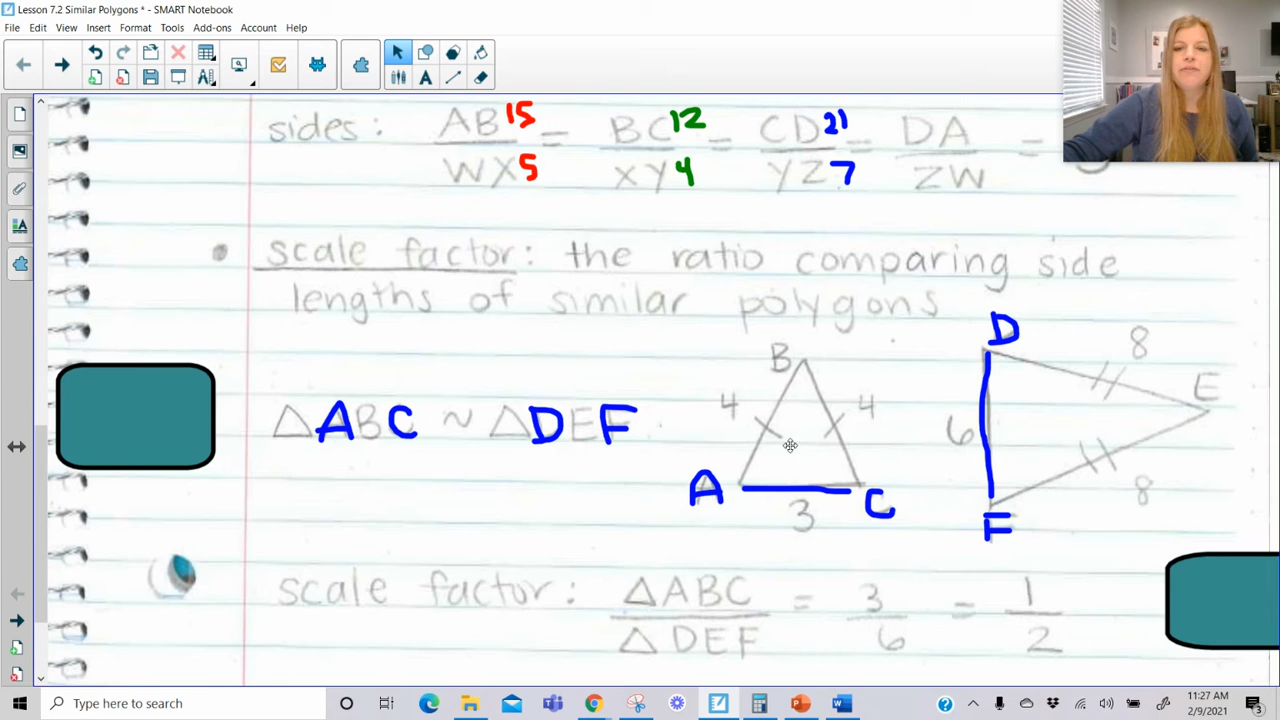 Lesson 7.2 Similar Polygons * - SMART Notebook
File Edit View Insert Format Tools Add-ons Account Help
sides: AB 15 = BC 12 = CD 21 = DA =
WX 5 XY 4 YZ 7 ZW
scale factor: the ratio comparing side
lengths of similar polygons
△ABC ~ △DEF
B 4 4 A C 3
D 8 E 6 8 F
scale factor: △ABC = 3 = 1
△DEF 6 2
Type here to search
11:27 AM
2/9/2021
3